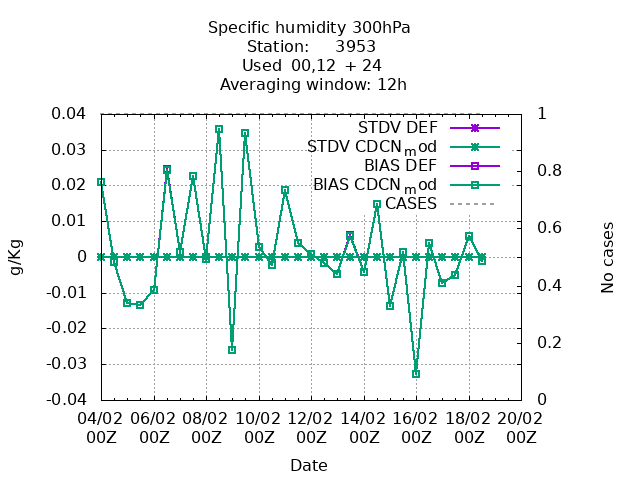 Specific humidity 300hPa
Station: 3953
Used 00,12 + 24
Averaging window: 12h
0.04
0.03
0.02
0.01
0
-0.01
-0.02
-0.03
-0.04
g/Kg
1
0.8
0.6
0.4
0.2
0
No cases
STDV DEF
STDV CDCNmod
BIAS DEF
BIAS CDCNmod
CASES
04/02 06/02 08/02 10/02 12/02 14/02 16/02 18/02 20/02
00Z 00Z 00Z 00Z 00Z 00Z 00Z 00Z 00Z
Date